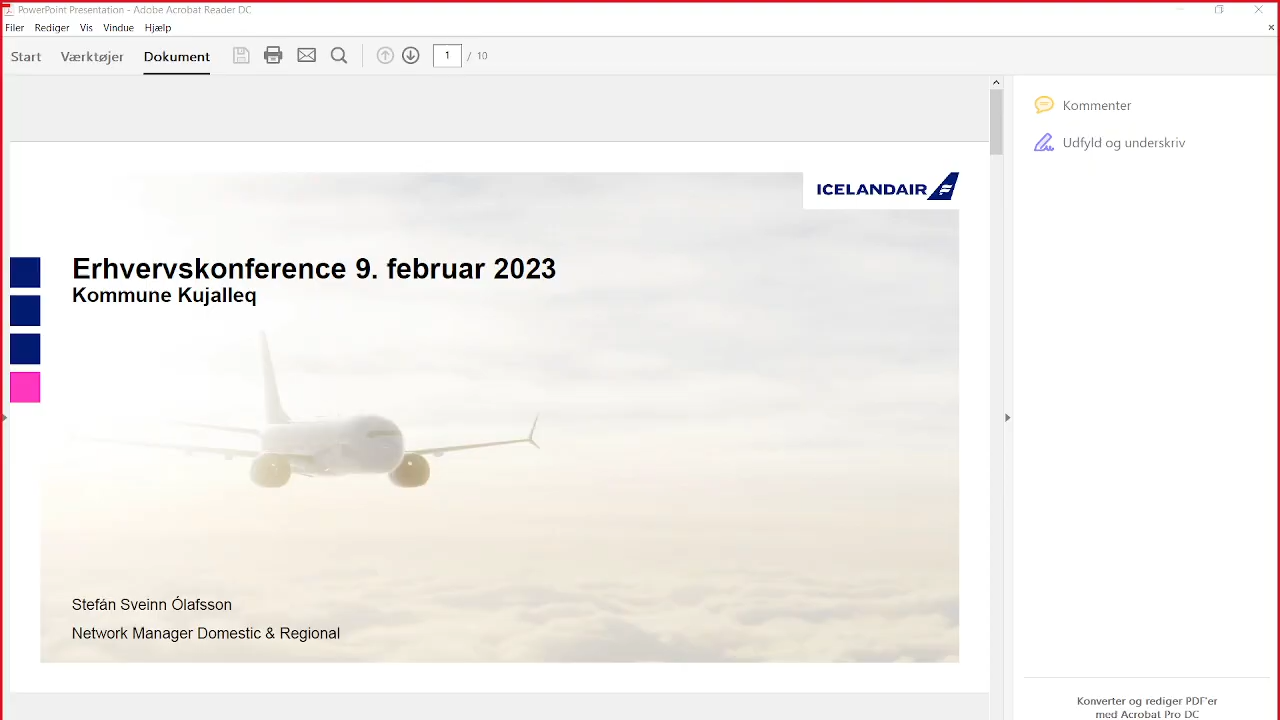 PowerPoint Presentation - Adobe Acrobat Reader DC
Filer Rediger Vis Vindue Hjælp
Start Værktøjer Dokument 1 / 10
Kommenter
Udfyld og underskriv
ICELANDAIR
Erhvervskonference 9. februar 2023
Kommune Kujalleq
Stefán Sveinn Ólafsson
Network Manager Domestic & Regional
Konverter og rediger PDF'er
med Acrobat Pro DC